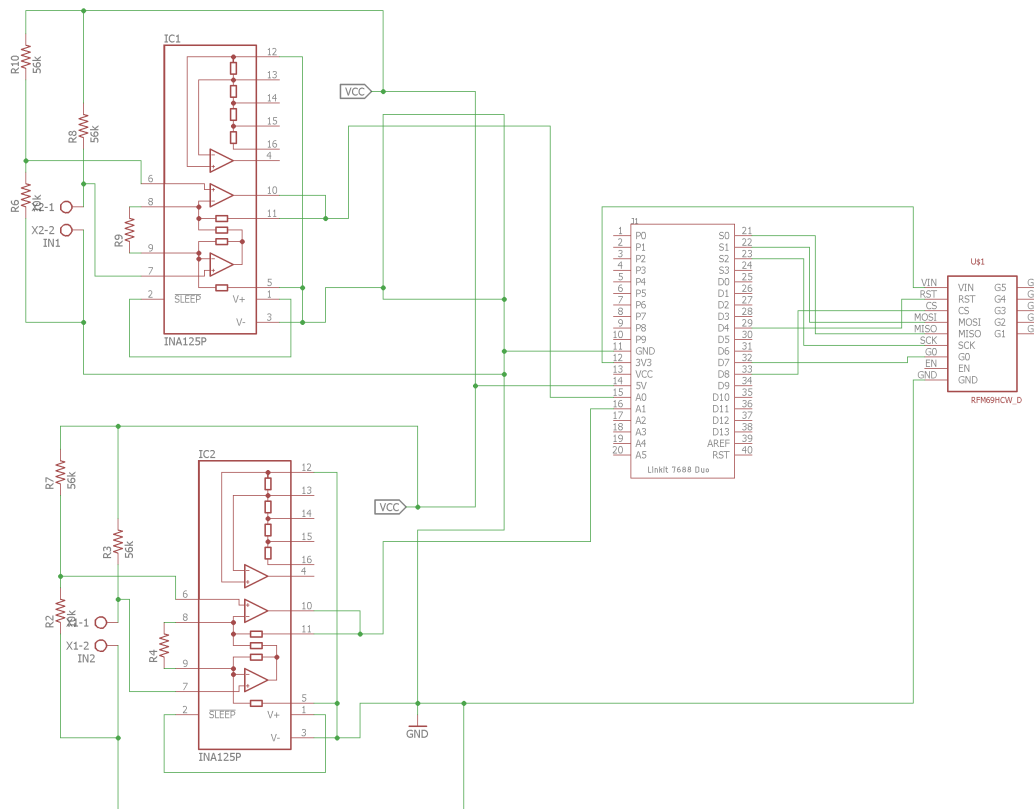 IC1
R10
56k
R8
56k
R6
X2-2
IN1
R9
12
13
14
15
16
4
6
8
9
7
2
10
11
5
1
3
SLEEP
V+
V-
INA125P
VCC
J1
1 P0 S0 21
2 P1 S1 22
3 P2 S2 23
4 P3 S3 24
5 P4 D0 25
6 P5 D1 26
7 P6 D2 27
8 P7 D3 28
9 P8 D4 29
10 P9 D5 30
11 GND D6 31
12 3V3 D7 32
13 VCC D8 33
14 5V D9 34
15 A0 D10 35
16 A1 D11 36
17 A2 D12 37
18 A3 D13 38
19 A4 AREF 39
20 A5 RST 40
Linkit 7688 Duo
U$1
VIN VIN G5 G
RST RST G4 G
CS CS G3 G
MOSI MOSI G2 G
MISO MISO G1 G
SCK SCK
G0 G0
EN EN
GND GND
RFM69HCW_D
IC2
R7
56k
R3
56k
R2
X1-2
IN2
R4
12
13
14
15
16
4
6
8
9
7
2
10
11
5
1
3
SLEEP
V+
V-
INA125P
VCC
GND